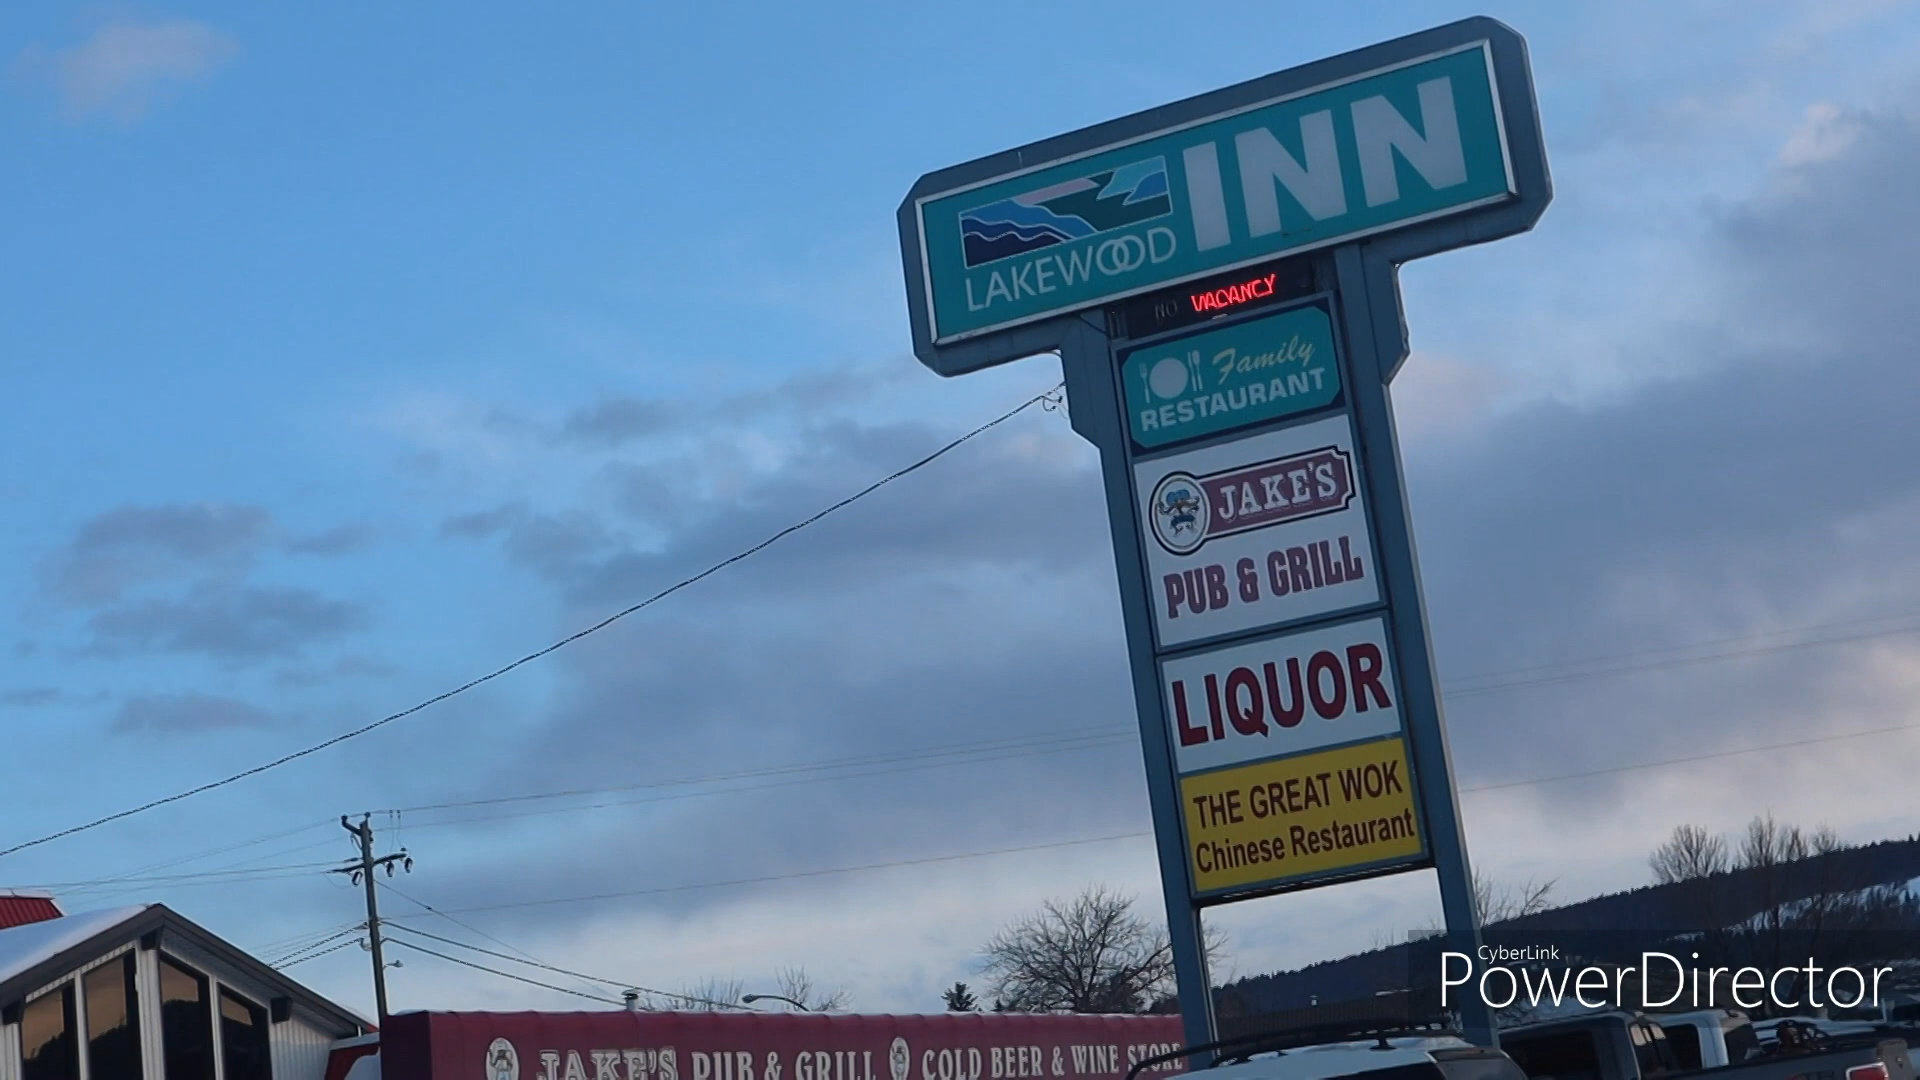 LAKEWOOD INN
NO VACANCY
Family
RESTAURANT
JAKE'S
PUB & GRILL
LIQUOR
THE GREAT WOK
Chinese Restaurant
JAKE'S PUB & GRILL COLD BEER & WINE STORE
CyberLink
PowerDirector